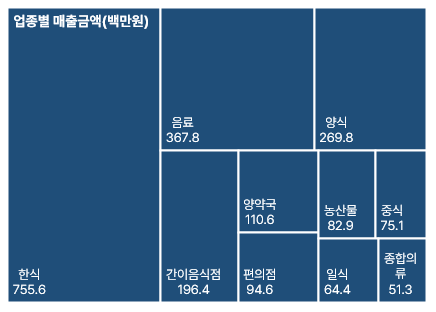 업종별 매출금액(백만원)
한식
755.6
음료
367.8
양식
269.8
간이음식점
196.4
양약국
110.6
편의점
94.6
농산물
82.9
중식
75.1
일식
64.4
종합의
류
51.3